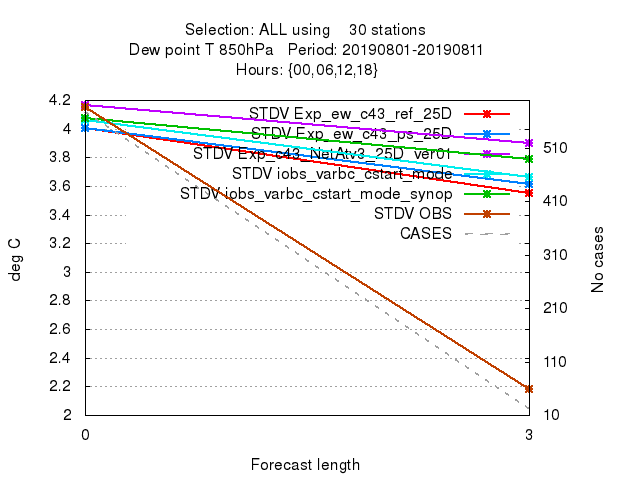 Selection: ALL using 30 stations
Dew point T 850hPa Period: 20190801-20190811
Hours: {00,06,12,18}
4.2
4
3.8
3.6
3.4
3.2
3
2.8
2.6
2.4
2.2
2
deg C
STDV Exp_ew_c43_ref_25D
STDV Exp_ew_c43_ps_25D
STDV Exp_c43_NetAtv3_25D_ver01
STDV iobs_varbc_cstart_mode
STDV iobs_varbc_cstart_mode_synop
STDV OBS
CASES
510
410
310
210
110
10
No cases
0
3
Forecast length